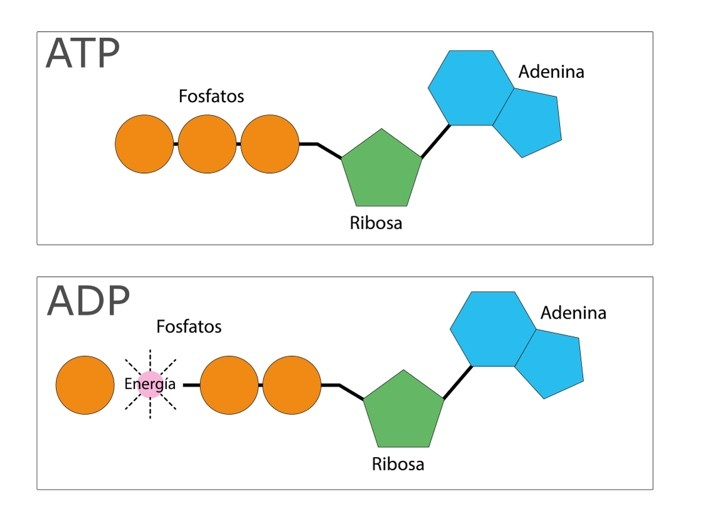 ATP
Fosfatos
Adenina
Ribosa
ADP
Fosfatos
Adenina
Energía
Ribosa